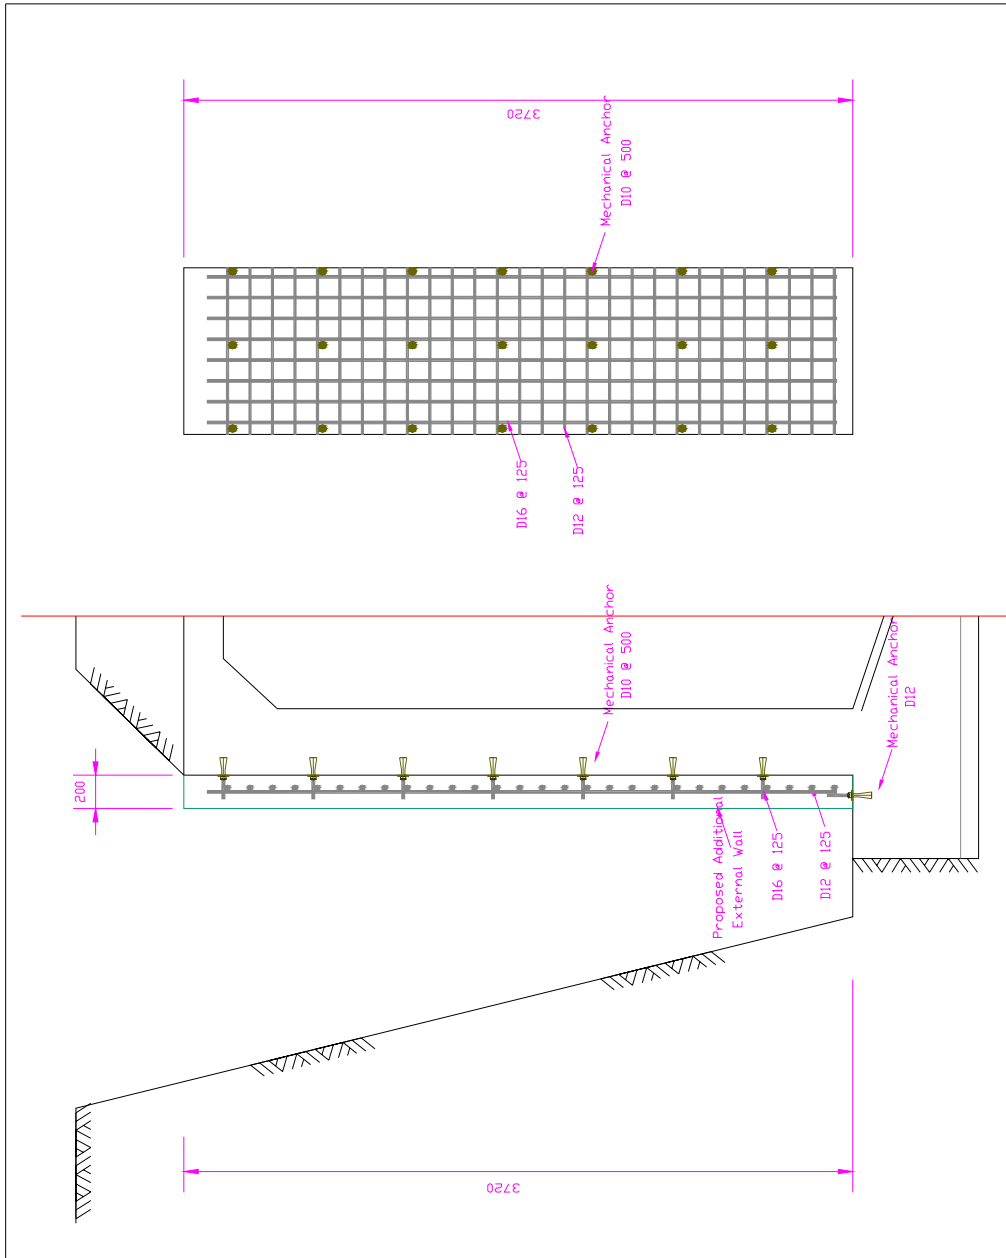 3720
Mechanical Anchor
D10 @ 500
D16 @ 125
D12 @ 125
Mechanical Anchor
D10 @ 500
Mechanical Anchor
D12
200
Proposed Additional
External Wall
D16 @ 125
D12 @ 125
3720